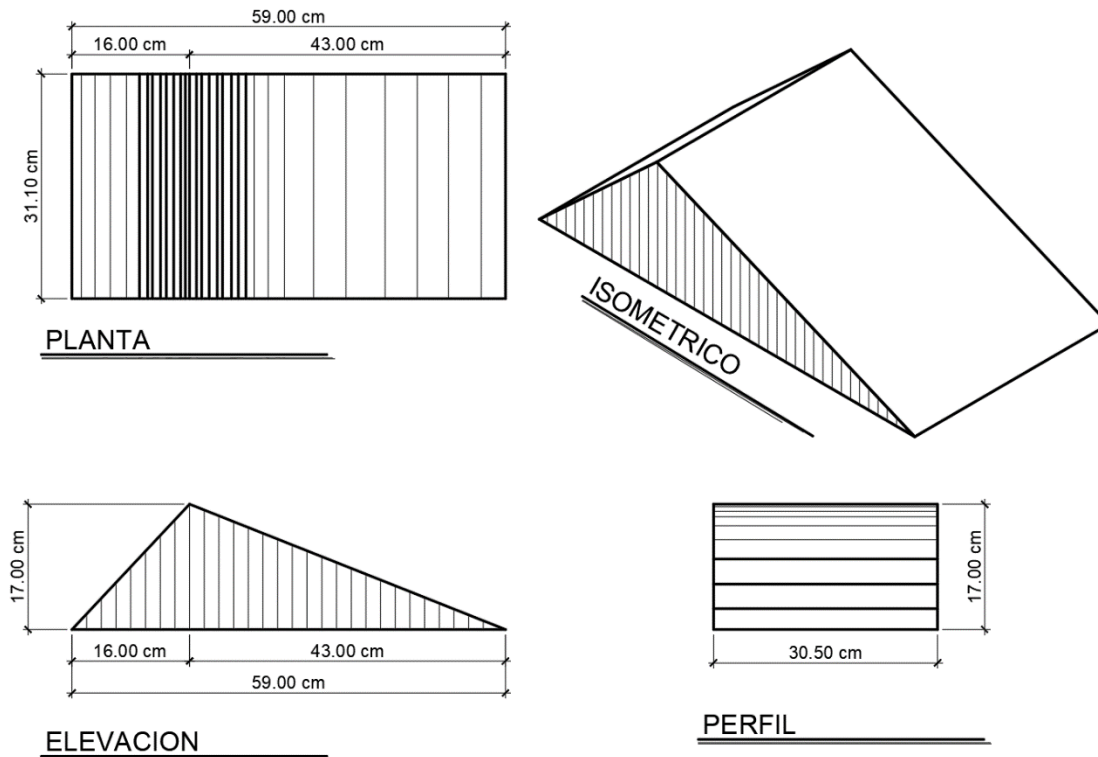 59.00 cm
16.00 cm
43.00 cm
31.10 cm
PLANTA
ISOMETRICO
17.00 cm
16.00 cm
43.00 cm
59.00 cm
ELEVACION
17.00 cm
30.50 cm
PERFIL